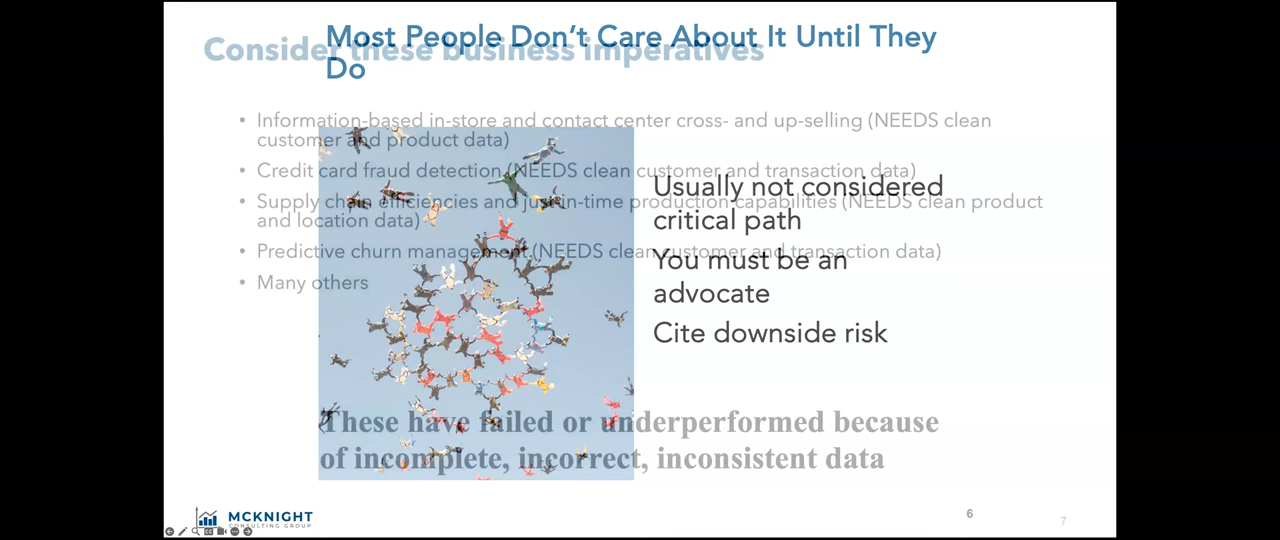 Most People Don't Care About It Until They
Do
Consider these business imperatives
• Information-based in-store and contact center cross- and up-selling (NEEDS clean
customer and product data)
• Credit card fraud detection (NEEDS clean customer and transaction data)
• Supply chain efficiencies and just-in-time production capabilities (NEEDS clean product
and location data)
• Predictive churn management (NEEDS clean customer and transaction data)
• Many others
Usually not considered
critical path
You must be an
advocate
Cite downside risk
These have failed or underperformed because
of incomplete, incorrect, inconsistent data
MCKNIGHT
CONSULTING GROUP
6
7